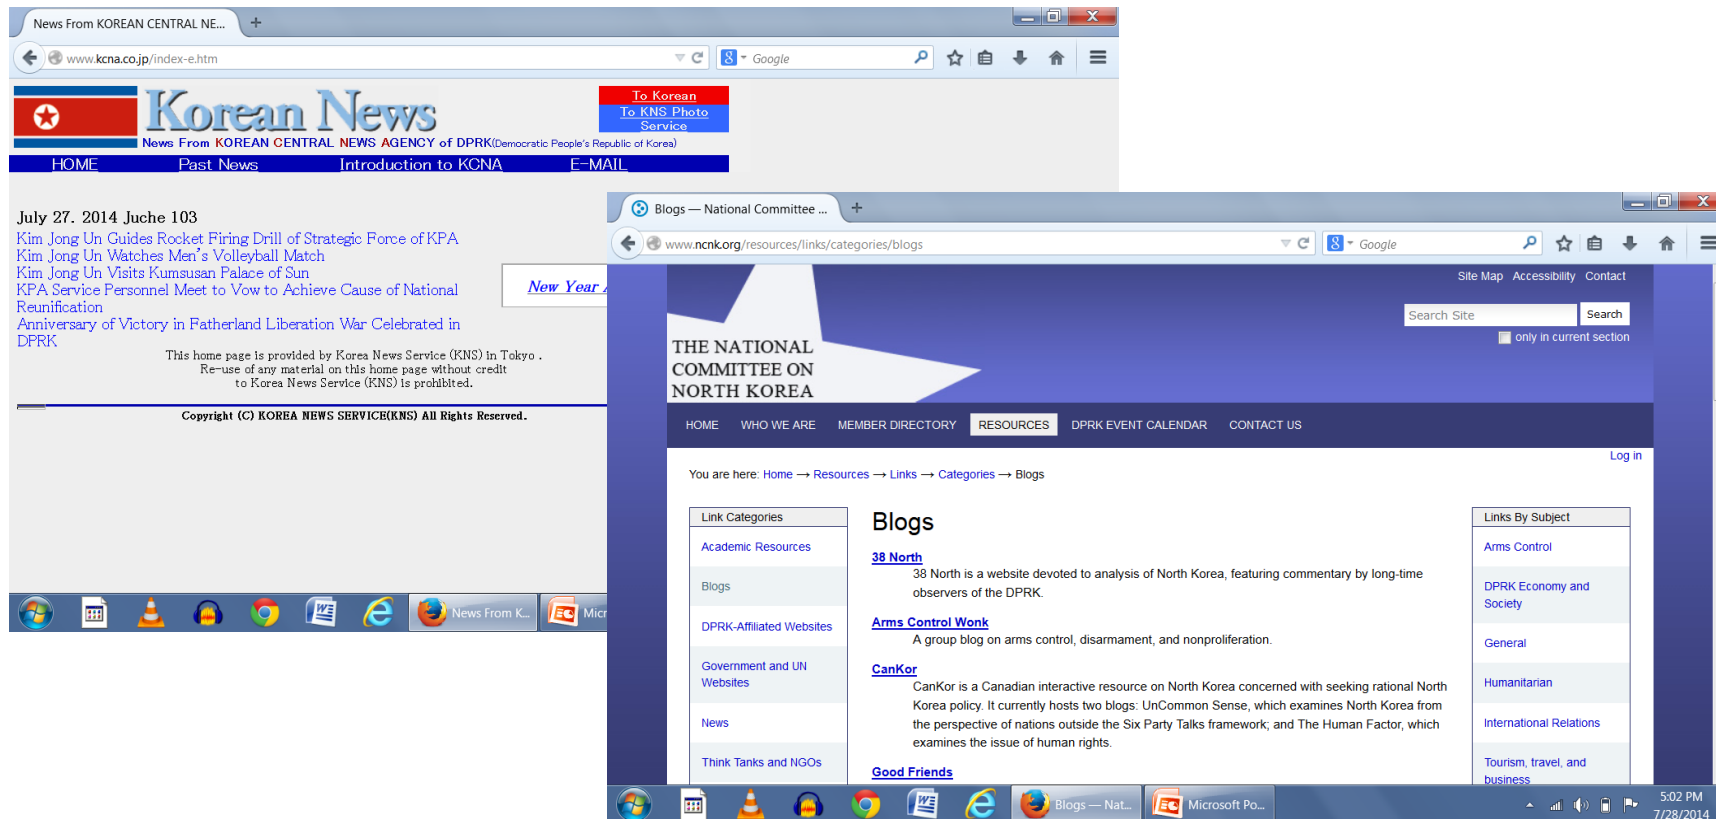 News From KOREAN CENTRAL NE...
www.kcna.co.jp/index-e.htm
Google
Korean News
To Korean
To KNS Photo
Service
News From KOREAN CENTRAL NEWS AGENCY of DPRK(Democratic People's Republic of Korea)
HOME Past News Introduction to KCNA E-MAIL
July 27. 2014 Juche 103
Kim Jong Un Guides Rocket Firing Drill of Strategic Force of KPA
Kim Jong Un Watches Men's Volleyball Match
Kim Jong Un Visits Kumsusan Palace of Sun
KPA Service Personnel Meet to Vow to Achieve Cause of National
Reunification
Anniversary of Victory in Fatherland Liberation War Celebrated in
DPRK
New Year
This home page is provided by Korea News Service (KNS) in Tokyo .
Re-use of any material on this home page without credit
to Korea News Service (KNS) is prohibited.
Copyright (C) KOREA NEWS SERVICE(KNS) All Rights Reserved.
News From K...
Micr
Blogs — National Committee ...
www.ncnk.org/resources/links/categories/blogs
Google
Site Map Accessibility Contact
Search Site Search
only in current section
THE NATIONAL
COMMITTEE ON
NORTH KOREA
HOME WHO WE ARE MEMBER DIRECTORY RESOURCES DPRK EVENT CALENDAR CONTACT US
Log in
You are here: Home → Resources → Links → Categories → Blogs
Link Categories
Academic Resources
Blogs
DPRK-Affiliated Websites
Government and UN
Websites
News
Think Tanks and NGOs
Blogs
38 North
38 North is a website devoted to analysis of North Korea, featuring commentary by long-time
observers of the DPRK.
Arms Control Wonk
A group blog on arms control, disarmament, and nonproliferation.
CanKor
CanKor is a Canadian interactive resource on North Korea concerned with seeking rational North
Korea policy. It currently hosts two blogs: UnCommon Sense, which examines North Korea from
the perspective of nations outside the Six Party Talks framework; and The Human Factor, which
examines the issue of human rights.
Good Friends
Links By Subject
Arms Control
DPRK Economy and
Society
General
Humanitarian
International Relations
Tourism, travel, and
business
Blogs — Nat...
Microsoft Po...
5:02 PM
7/28/2014